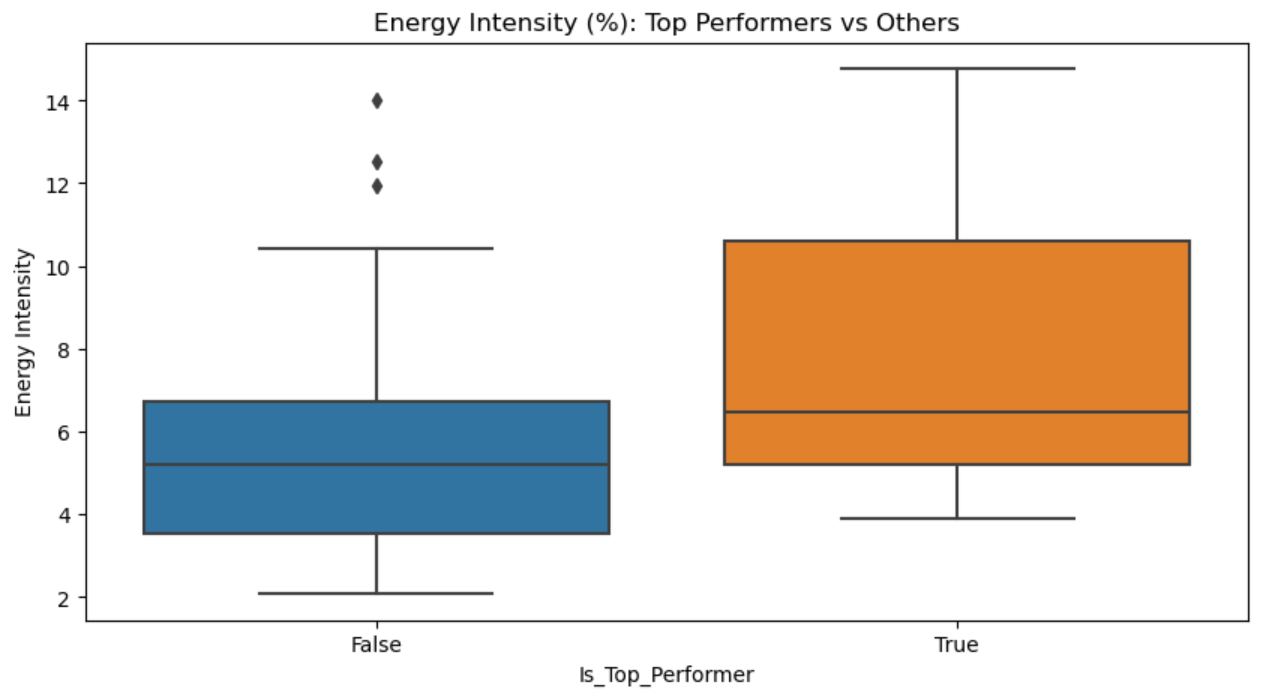 Energy Intensity (%): Top Performers vs Others
14
12
10
8
6
4
2
Energy Intensity
False
True
Is_Top_Performer